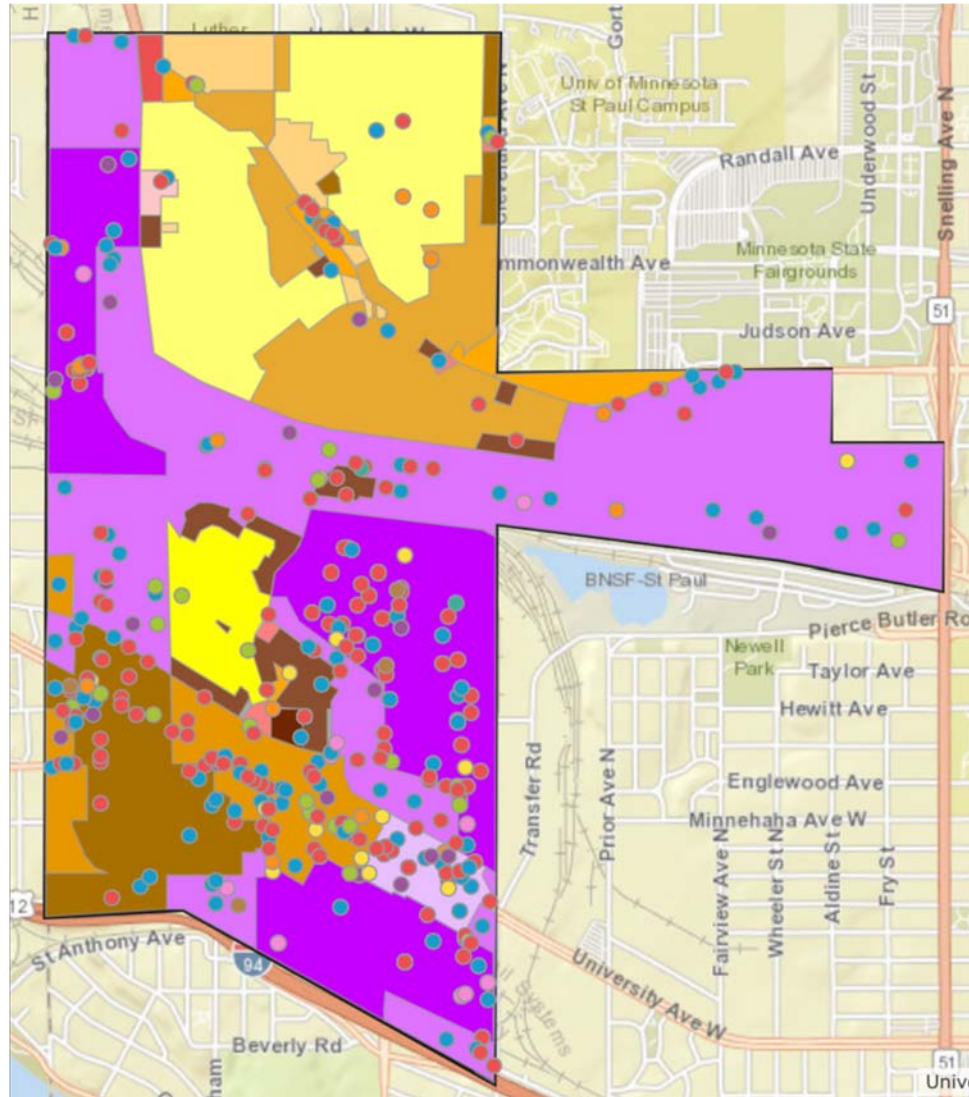 H
Luther
Gort
Univ of Minnesota
St Paul Campus
Underwood St
Snelling Ave N
Randall Ave
Minnesota State
Fairgrounds
mmonwealth Ave
51
Judson Ave
BNSF-St Paul
Pierce Butler Rd
Newell
Park
Taylor Ave
Hewitt Ave
Transfer Rd
Prior Ave N
Englewood Ave
Minnehaha Ave W
Fairview Ave N
Wheeler St N
Aldine St
Fry St
12
St Anthony Ave
94
University Ave W
Systems
Beverly Rd
ham
51
Unive